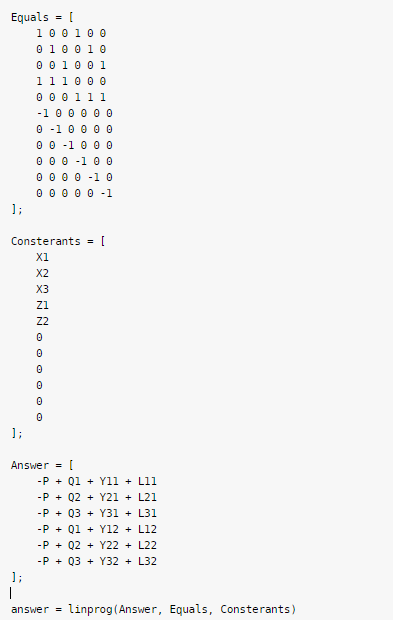 Equals = [
1 0 0 1 0 0
0 1 0 0 1 0
0 0 1 0 0 1
1 1 1 0 0 0
0 0 0 1 1 1
-1 0 0 0 0 0
0 -1 0 0 0 0
0 0 -1 0 0 0
0 0 0 -1 0 0
0 0 0 0 -1 0
0 0 0 0 0 -1
];
Consterants = [
X1
X2
X3
Z1
Z2
0
0
0
0
0
0
];
Answer = [
-P + Q1 + Y11 + L11
-P + Q2 + Y21 + L21
-P + Q3 + Y31 + L31
-P + Q1 + Y12 + L12
-P + Q2 + Y22 + L22
-P + Q3 + Y32 + L32
];
answer = linprog(Answer, Equals, Consterants)